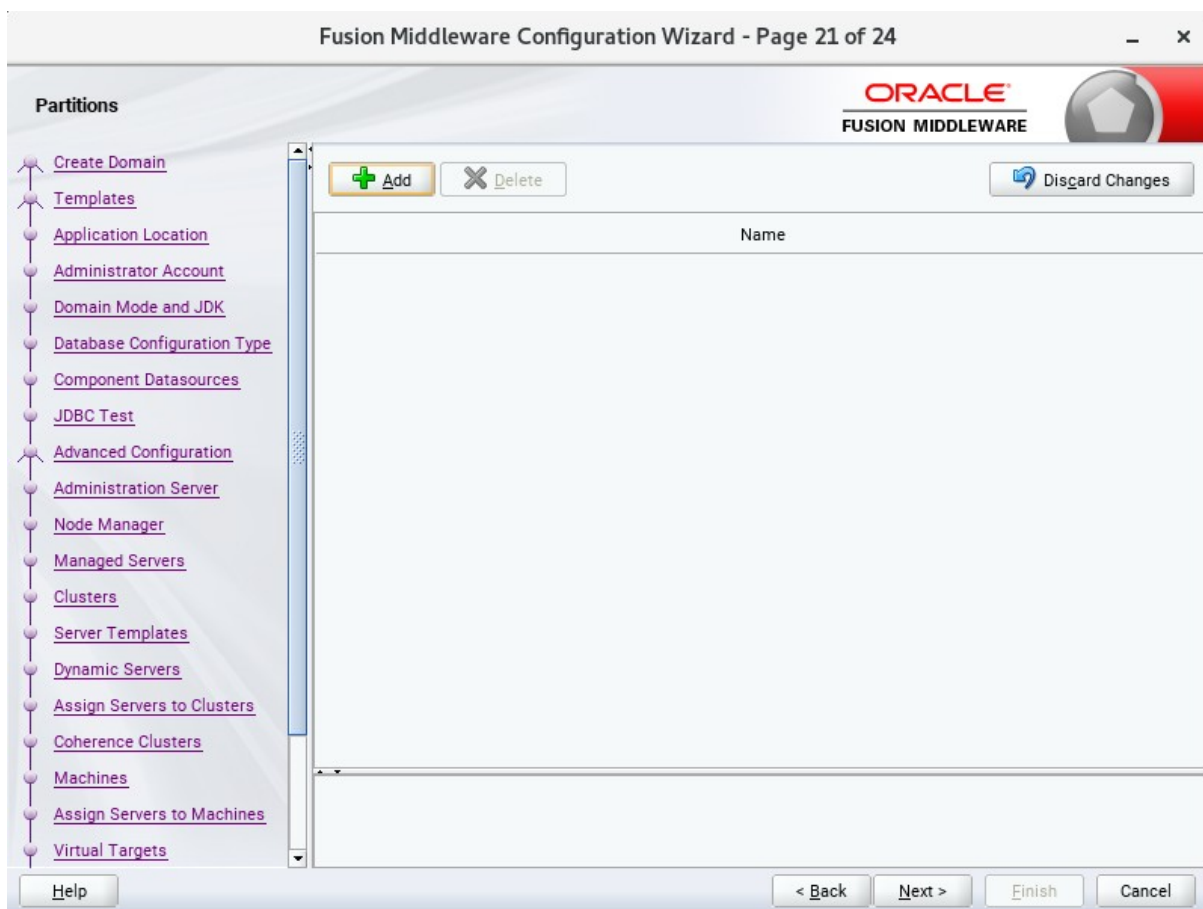 Fusion Middleware Configuration Wizard - Page 21 of 24
Partitions
ORACLE
FUSION MIDDLEWARE
Create Domain
Templates
Application Location
Administrator Account
Domain Mode and JDK
Database Configuration Type
Component Datasources
JDBC Test
Advanced Configuration
Administration Server
Node Manager
Managed Servers
Clusters
Server Templates
Dynamic Servers
Assign Servers to Clusters
Coherence Clusters
Machines
Assign Servers to Machines
Virtual Targets
Add Delete Discard Changes
Name
Help < Back Next > Finish Cancel